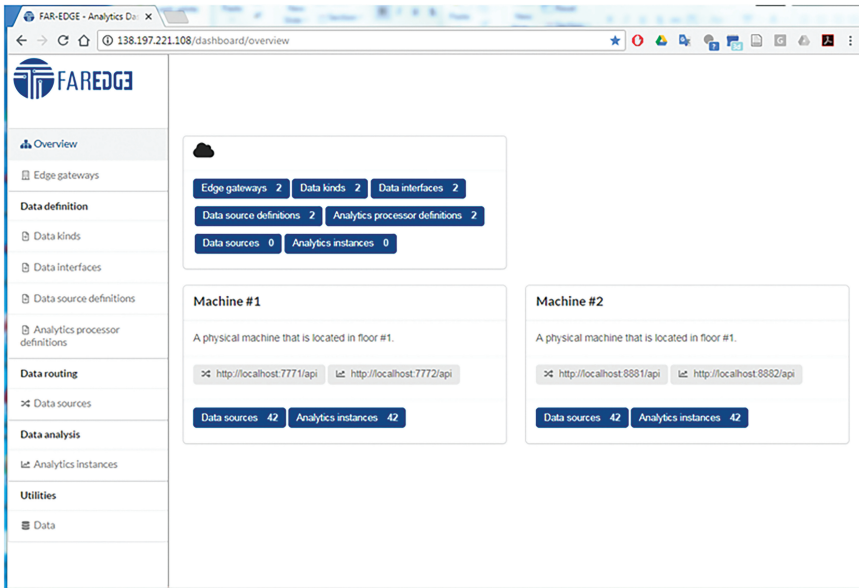 FAR-EDGE - Analytics Da
138.197.221.108/dashboard/overview
FAREDGE
Overview
Edge gateways
Data definition
Data kinds
Data interfaces
Data source definitions
Analytics processor
definitions
Data routing
Data sources
Data analysis
Analytics instances
Utilities
Data
Edge gateways 2 Data kinds 2 Data interfaces 2
Data source definitions 2 Analytics processor definitions 2
Data sources 0 Analytics instances 0
Machine #1
A physical machine that is located in floor #1.
http://localhost:7771/api http://localhost:7772/api
Data sources 42 Analytics instances 42
Machine #2
A physical machine that is located in floor #1.
http://localhost:8881/api http://localhost:8882/api
Data sources 42 Analytics instances 42